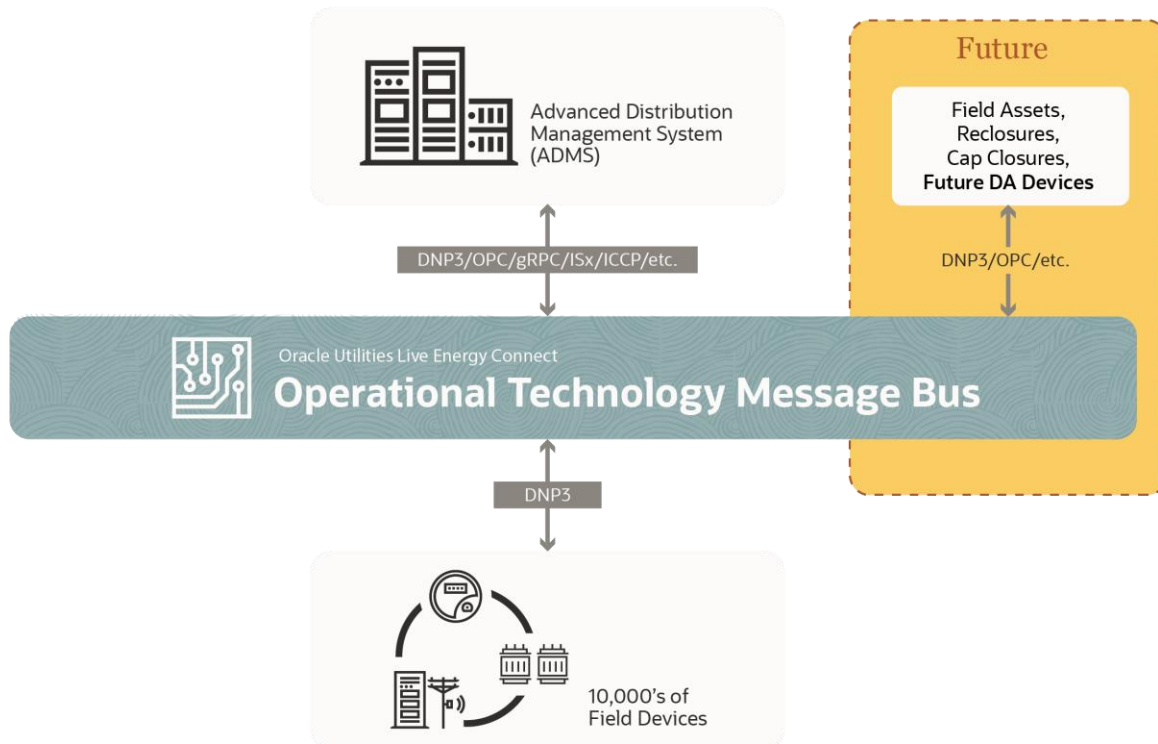 Future
Advanced Distribution
Management System
(ADMS)
Field Assets,
Reclosures,
Cap Closures,
Future DA Devices
DNP3/OPC/gRPC/ISx/ICCP/etc.
DNP3/OPC/etc.
Oracle Utilities Live Energy Connect
Operational Technology Message Bus
DNP3
10,000’s of
Field Devices